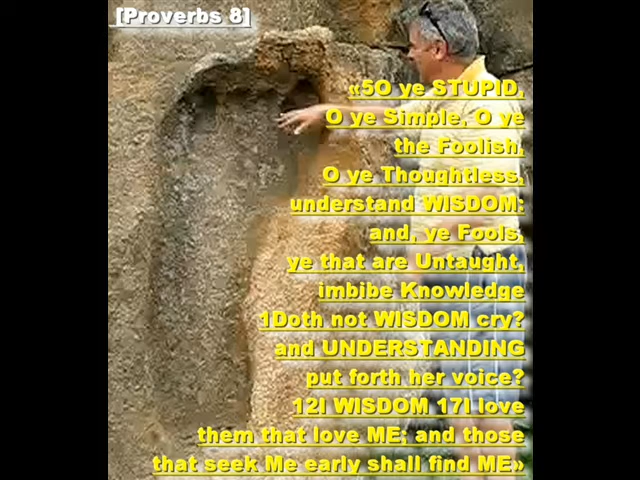 [Proverbs 8]
«5O ye STUPID,
O ye Simple, O ye
the Foolish,
O ye Thoughtless,
understand WISDOM:
and, ye Fools,
ye that are Untaught,
imbibe Knowledge
1Doth not WISDOM cry?
and UNDERSTANDING
put forth her voice?
12I WISDOM 17I love
them that love ME; and those
that seek Me early shall find ME»